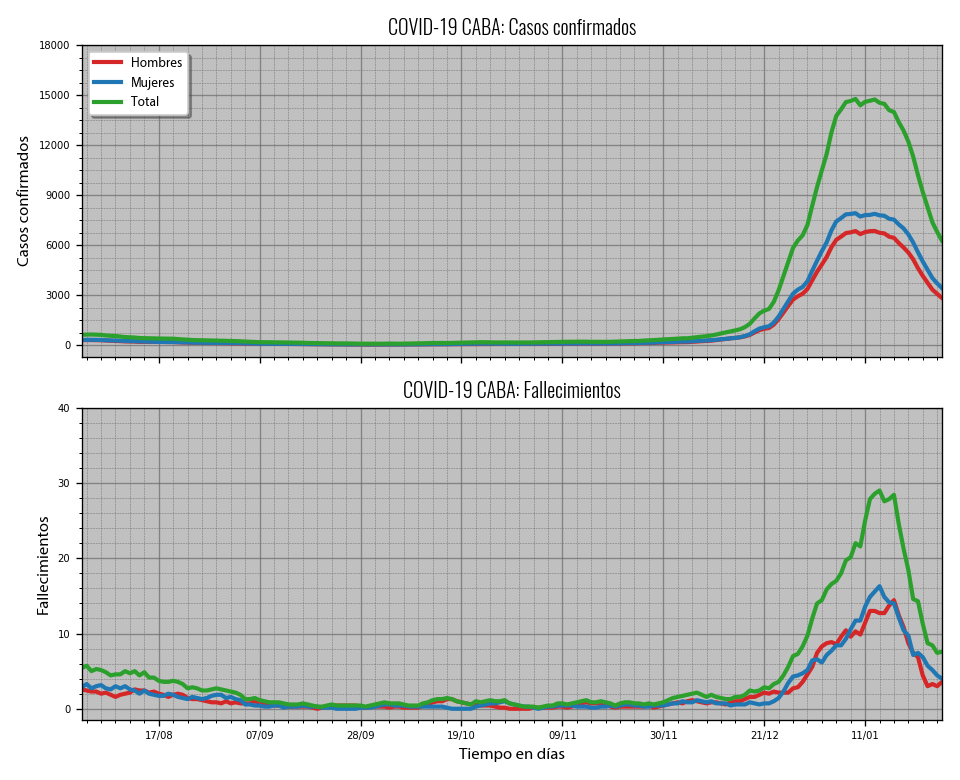 COVID-19 CABA: Casos confirmados
18000
15000
12000
9000
6000
3000
0
Casos confirmados
Hombres
Mujeres
Total
COVID-19 CABA: Fallecimientos
40
30
20
10
0
Fallecimientos
17/08 07/09 28/09 19/10 09/11 30/11 21/12 11/01
Tiempo en días